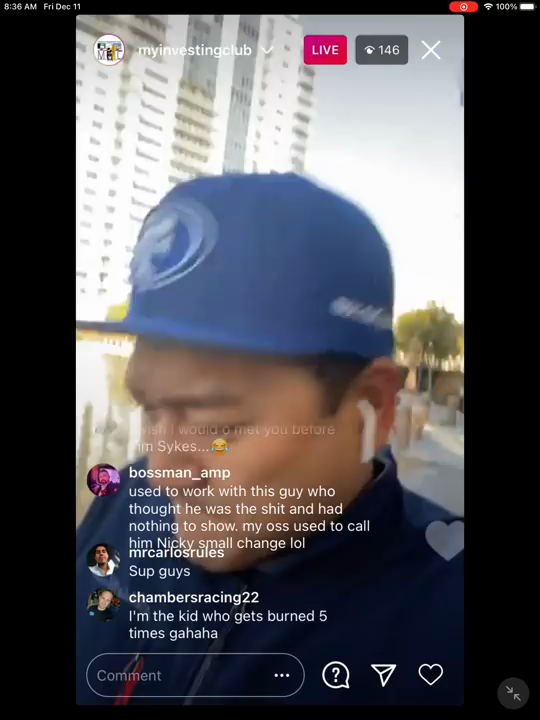 8:36 AM Fri Dec 11
100%
myinvestingclub
LIVE
146
wish I would o met you before
Sykes...😂
bossman_amp
used to work with this guy who
thought he was the shit and had
nothing to show. my oss used to call
him Nicky small change lol
mrcarlosrules
Sup guys
chambersracing22
I'm the kid who gets burned 5
times gahaha
Comment